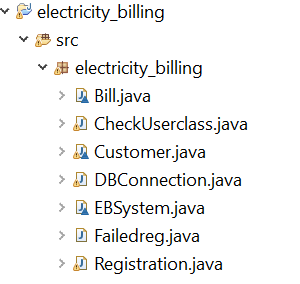 electricity_billing
src
electricity_billing
Bill.java
CheckUserclass.java
Customer.java
DBConnection.java
EBSystem.java
Failedreg.java
Registration.java